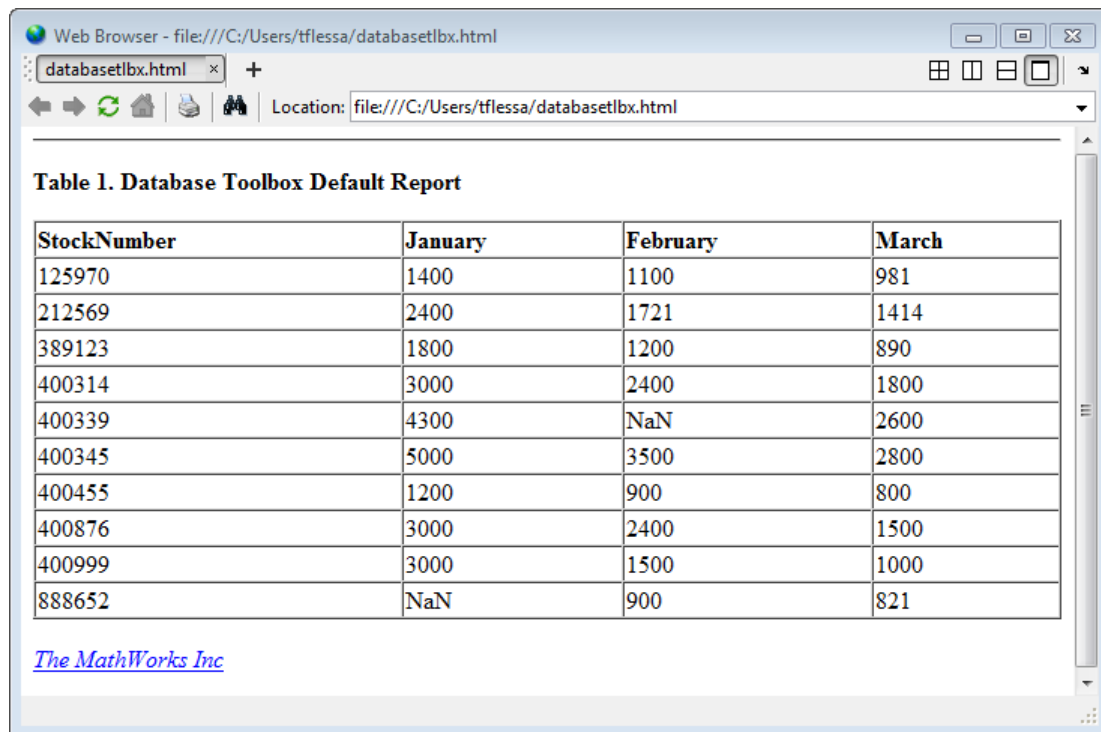 Web Browser - file:///C:/Users/tflessa/databasetlbx.html
databasetlbx.html
Location: file:///C:/Users/tflessa/databasetlbx.html
Table 1. Database Toolbox Default Report
StockNumber January February March
125970 1400 1100 981
212569 2400 1721 1414
389123 1800 1200 890
400314 3000 2400 1800
400339 4300 NaN 2600
400345 5000 3500 2800
400455 1200 900 800
400876 3000 2400 1500
400999 3000 1500 1000
888652 NaN 900 821
The MathWorks Inc